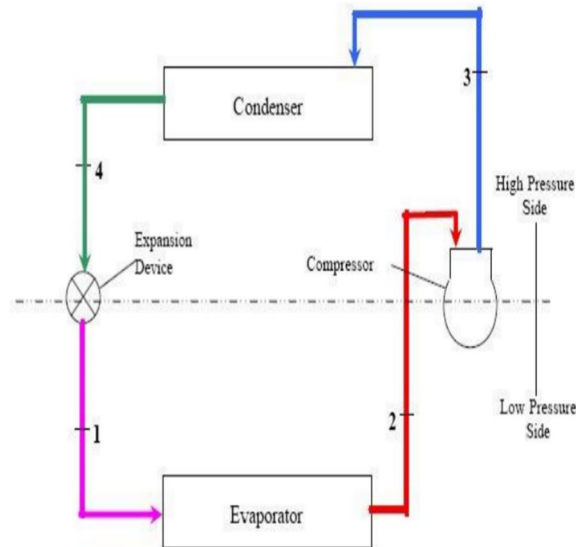 3
Condenser
4
High Pressure
Side
Expansion
Device
Compressor
1
2
Low Pressure
Side
Evaporator